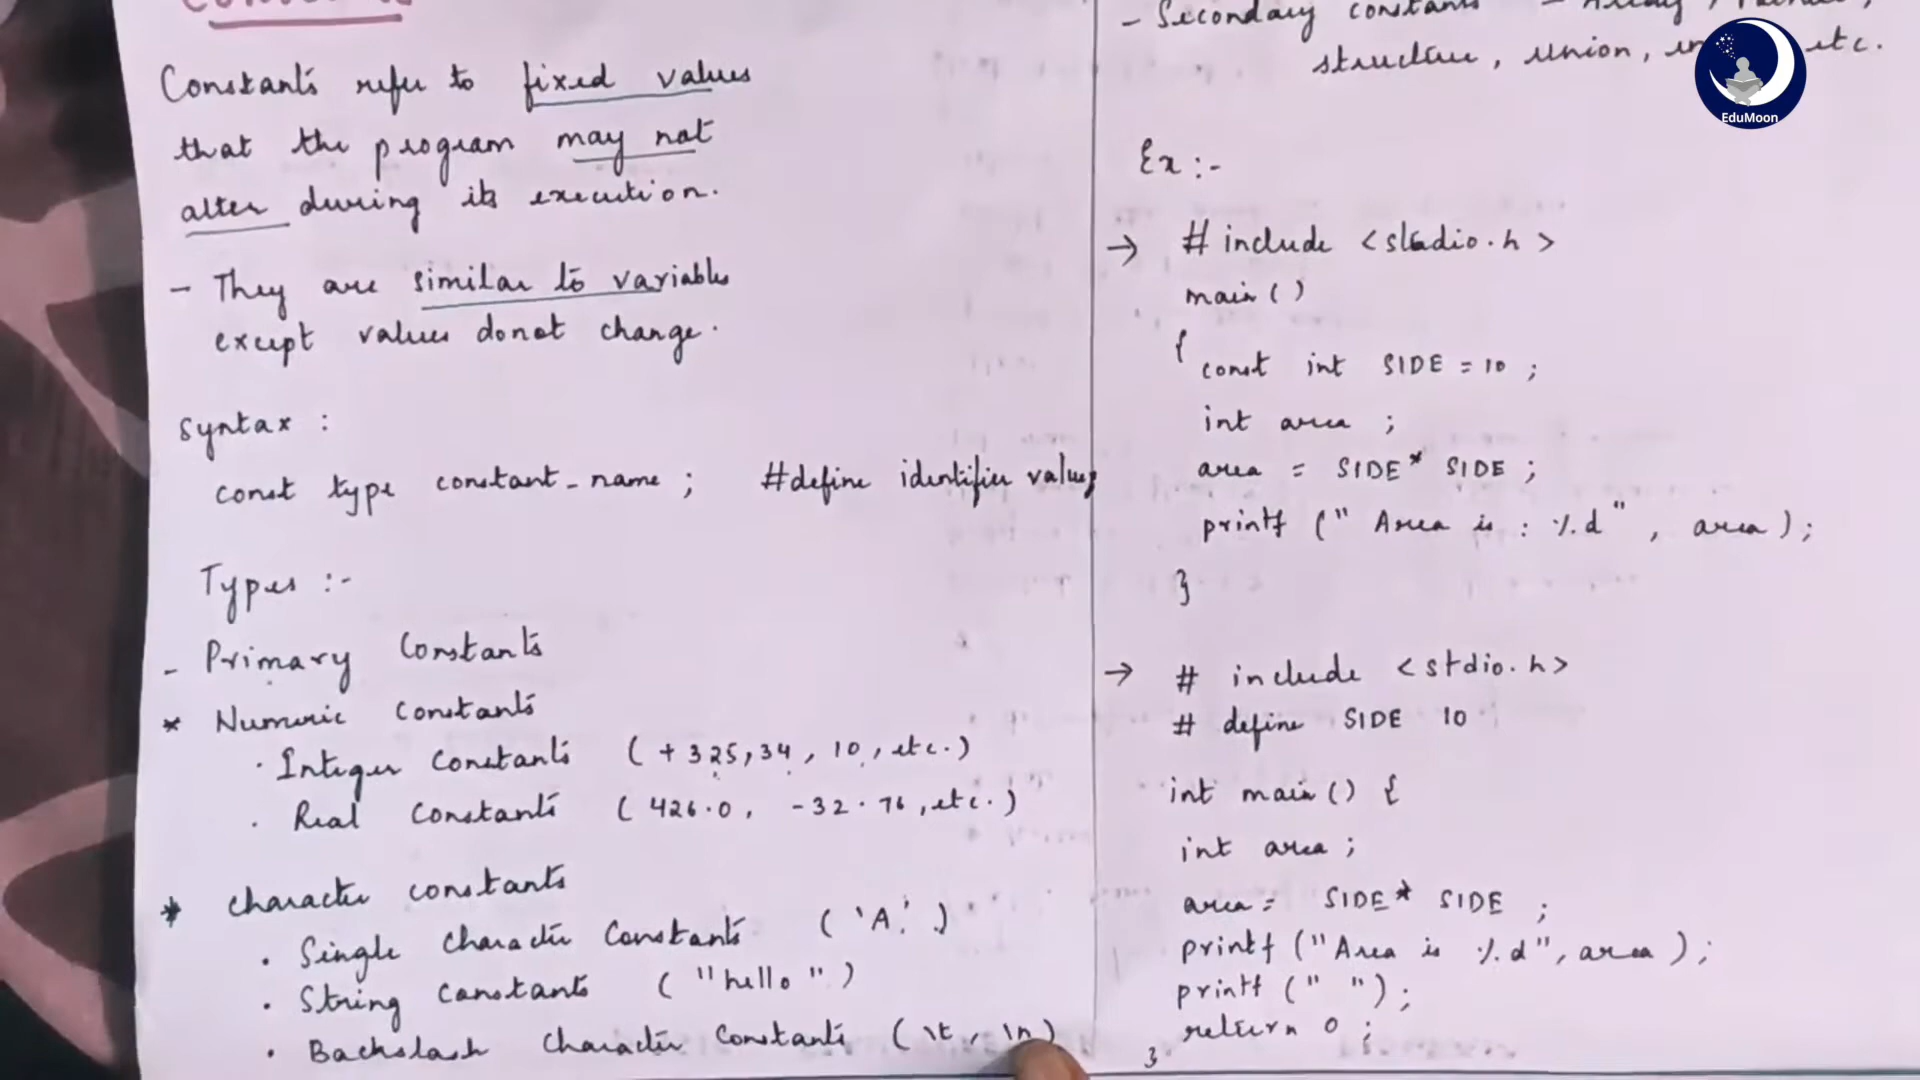 Constants refer to fixed values
that the program may not
alter during its execution.
- They are similar to variables
except values donot change.
Syntax :
const type constant_name ; #define identifier value;
Types :-
- Primary Constants
* Numeric Constants
· Integer Constants ( +325, 34, 10, etc.)
· Real Constants ( 426.0, -32.76, etc.)
* Character constants
· Single Character Constants ( 'A' )
· String Constants ( "hello" )
· Backslash Character Constants ( \t, \n)
- Secondary constants -
structure, union, etc.
EduMoon
Ex :-
→ # include <stdio.h>
main ( )
{
const int SIDE = 10 ;
int area ;
area = SIDE * SIDE ;
printf (" Area is : %d " , area ) ;
}
→ # include <stdio.h>
# define SIDE 10
int main () {
int area ;
area = SIDE * SIDE ;
printf ("Area is %d", area ) ;
printf (" ") ;
return 0 ;
}